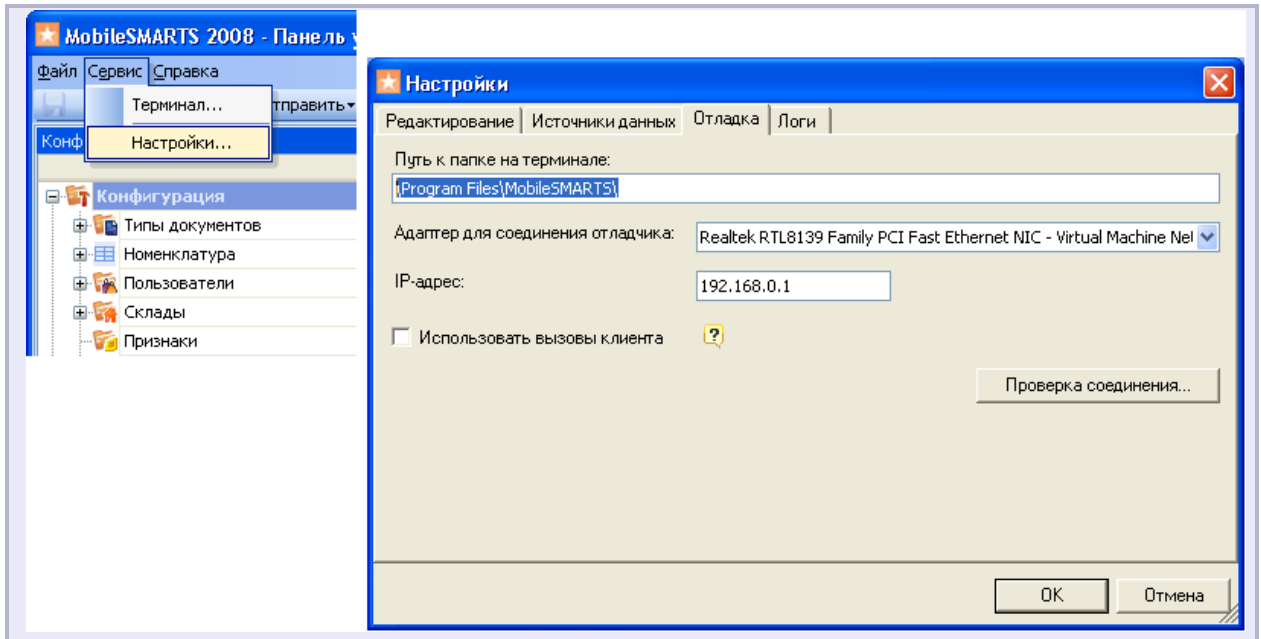 MobileSMARTS 2008 - Панель
Файл Сервис Справка
Терминал...
тправить
Настройки...
Конф
Конфигурация
Типы документов
Номенклатура
Пользователи
Склады
Признаки
Настройки
Редактирование Источники данных Отладка Логи
Путь к папке на терминале:
\Program Files\MobileSMARTS\
Адаптер для соединения отладчика:
Realtek RTL8139 Family PCI Fast Ethernet NIC - Virtual Machine Net
IP-адрес:
192.168.0.1
Использовать вызовы клиента
?
Проверка соединения...
OK Отмена